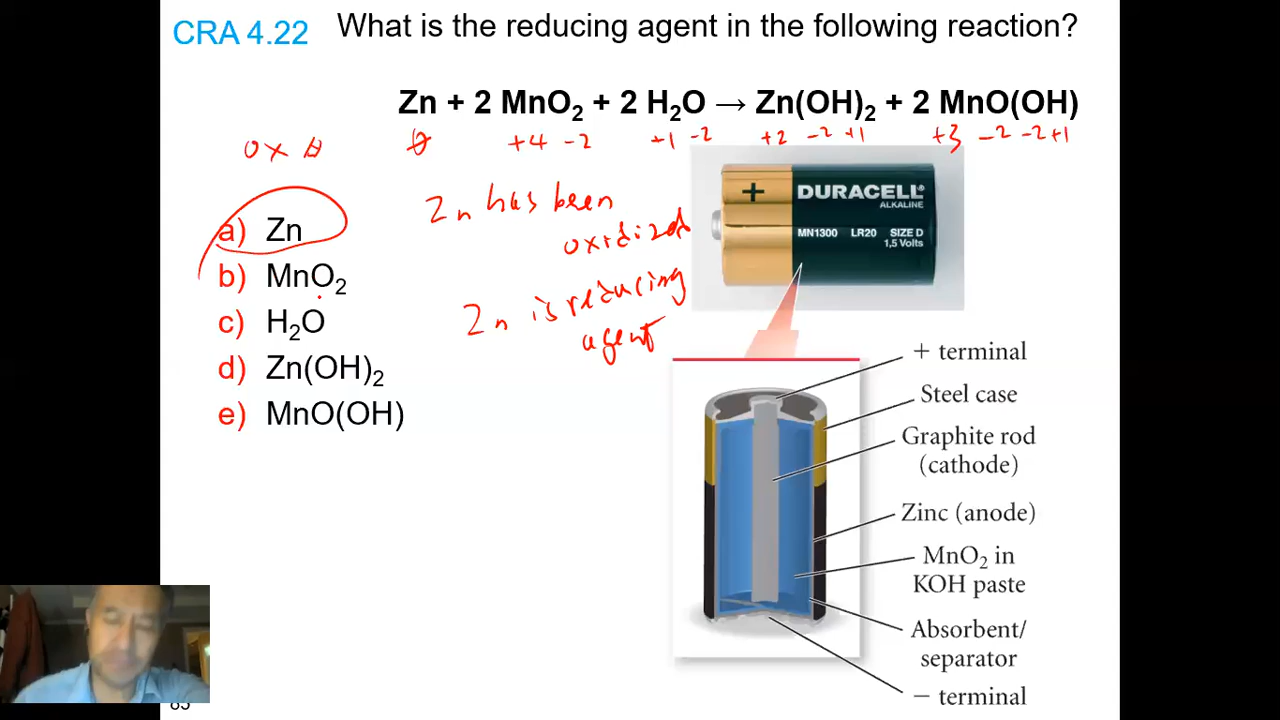 CRA 4.22 What is the reducing agent in the following reaction?
Zn + 2 MnO₂ + 2 H₂O → Zn(OH)₂ + 2 MnO(OH)
ox # 0 +4 -2 +1 -2 +2 -2 +1 +3 -2 -2 +1
a) Zn
b) MnO₂
c) H₂O
d) Zn(OH)₂
e) MnO(OH)
Zn has been
oxidized
Zn is reducing
agent
+ DURACELL®
ALKALINE
MN1300 LR20 SIZE D
1,5 Volts
+ terminal
Steel case
Graphite rod
(cathode)
Zinc (anode)
MnO₂ in
KOH paste
Absorbent/
separator
− terminal